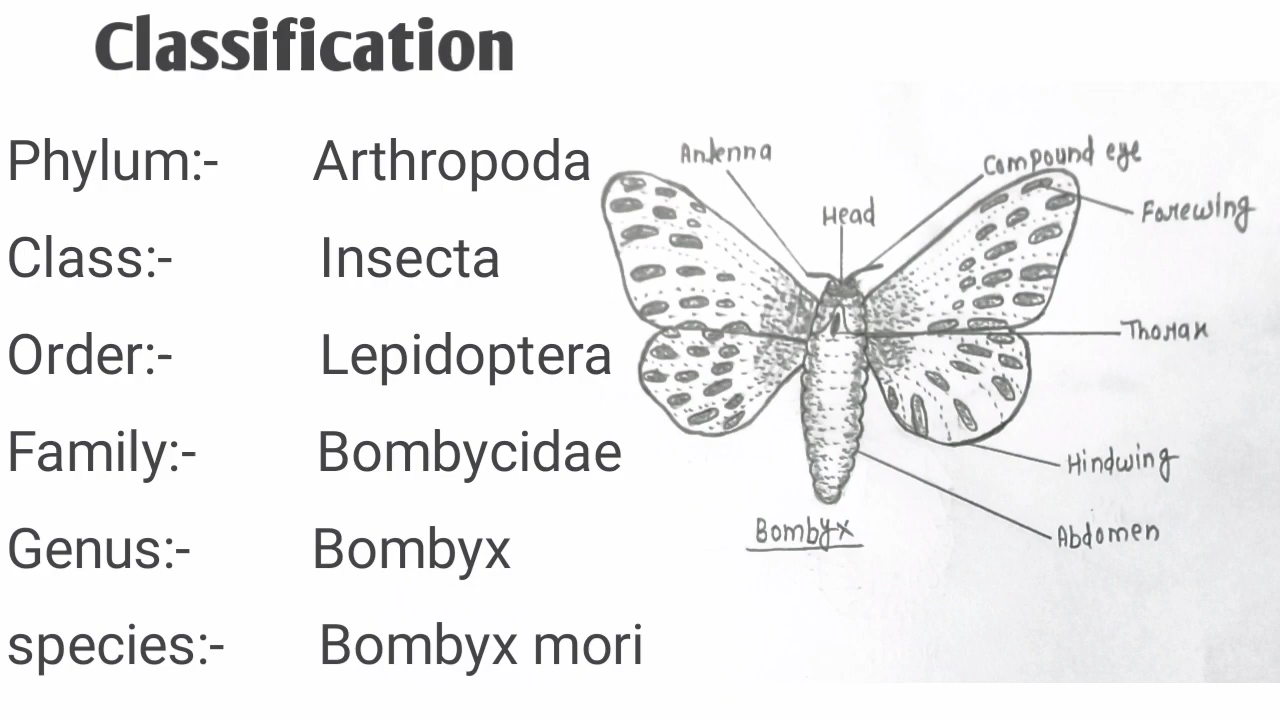 Classification
Phylum:- Arthropoda
Class:- Insecta
Order:- Lepidoptera
Family:- Bombycidae
Genus:- Bombyx
species:- Bombyx mori
Antenna
Compound eye
Head
Farewing
Thorax
Hindwing
Abdomen
Bombyx